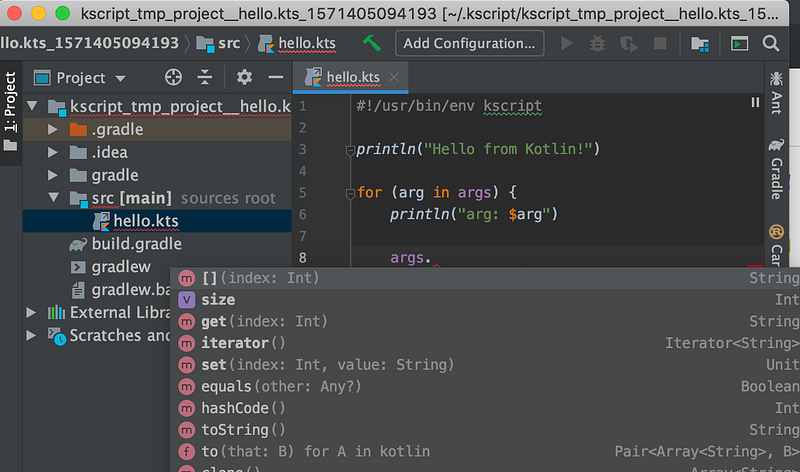 kscript_tmp_project__hello.kts_1571405094193 [~/.kscript/kscript_tmp_project__hello.kts_15...
llo.kts_1571405094193 src hello.kts Add Configuration...
1: Project
Project
kscript_tmp_project__hello.k
.gradle
.idea
gradle
src [main] sources root
hello.kts
build.gradle
gradlew
gradlew.ba
External Libra
Scratches and
hello.kts
1 #!/usr/bin/env kscript
2
3 println("Hello from Kotlin!")
4
5 for (arg in args) {
6 println("arg: $arg")
7
8 args.
m [](index: Int) String
V size Int
m get(index: Int) String
m iterator() Iterator<String>
m set(index: Int, value: String) Unit
m equals(other: Any?) Boolean
m hashCode() Int
m toString() String
f to(that: B) for A in kotlin Pair<Array<String>, B>
clone() Array<String>
Ant
Gradle
Car